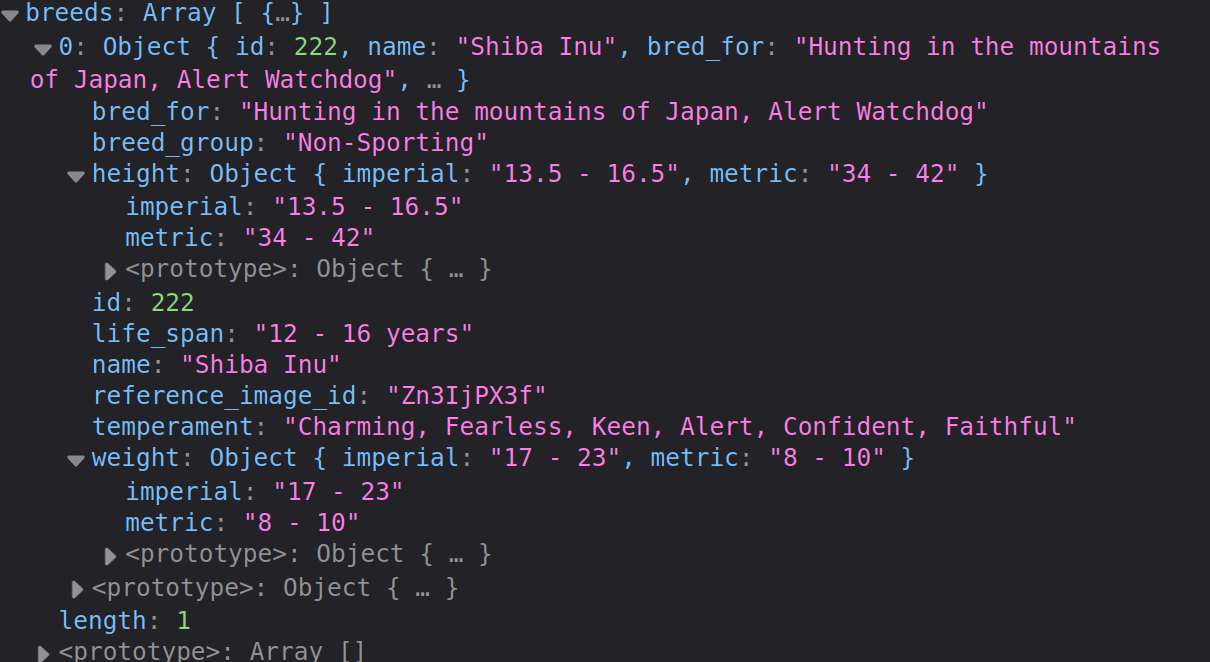 breeds: Array [ {…} ]
0: Object { id: 222, name: "Shiba Inu", bred_for: "Hunting in the mountains
of Japan, Alert Watchdog", … }
bred_for: "Hunting in the mountains of Japan, Alert Watchdog"
breed_group: "Non-Sporting"
height: Object { imperial: "13.5 - 16.5", metric: "34 - 42" }
imperial: "13.5 - 16.5"
metric: "34 - 42"
<prototype>: Object { … }
id: 222
life_span: "12 - 16 years"
name: "Shiba Inu"
reference_image_id: "Zn3IjPX3f"
temperament: "Charming, Fearless, Keen, Alert, Confident, Faithful"
weight: Object { imperial: "17 - 23", metric: "8 - 10" }
imperial: "17 - 23"
metric: "8 - 10"
<prototype>: Object { … }
<prototype>: Object { … }
length: 1
<prototype>: Array []